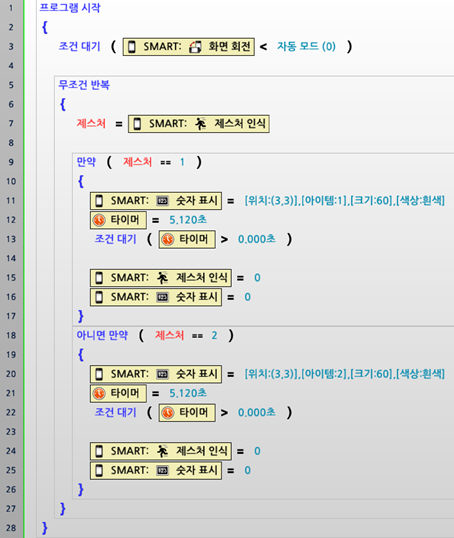 1 프로그램 시작
2 {
3 조건 대기 ( SMART: 화면 회전 < 자동 모드 (0) )
4
5 무조건 반복
6 {
7 제스처 = SMART: 제스처 인식
8
9 만약 ( 제스처 == 1 )
10 {
11 SMART: 숫자 표시 = [위치:(3,3)],[아이템:1],[크기:60],[색상:흰색]
12 타이머 = 5.120초
13 조건 대기 ( 타이머 > 0.000초 )
14
15 SMART: 제스처 인식 = 0
16 SMART: 숫자 표시 = 0
17 }
18 아니면 만약 ( 제스처 == 2 )
19 {
20 SMART: 숫자 표시 = [위치:(3,3)],[아이템:2],[크기:60],[색상:흰색]
21 타이머 = 5.120초
22 조건 대기 ( 타이머 > 0.000초 )
23
24 SMART: 제스처 인식 = 0
25 SMART: 숫자 표시 = 0
26 }
27 }
28 }